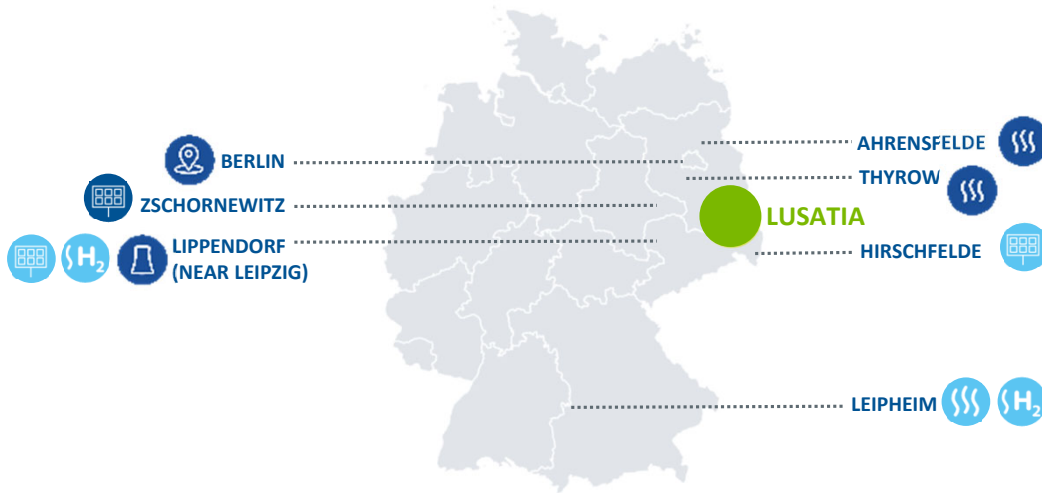 BERLIN
ZSCHORNEWITZ
H₂
LIPPENDORF
(NEAR LEIPZIG)
AHRENSFELDE
THYROW
LUSATIA
HIRSCHFELDE
LEIPHEIM
H₂